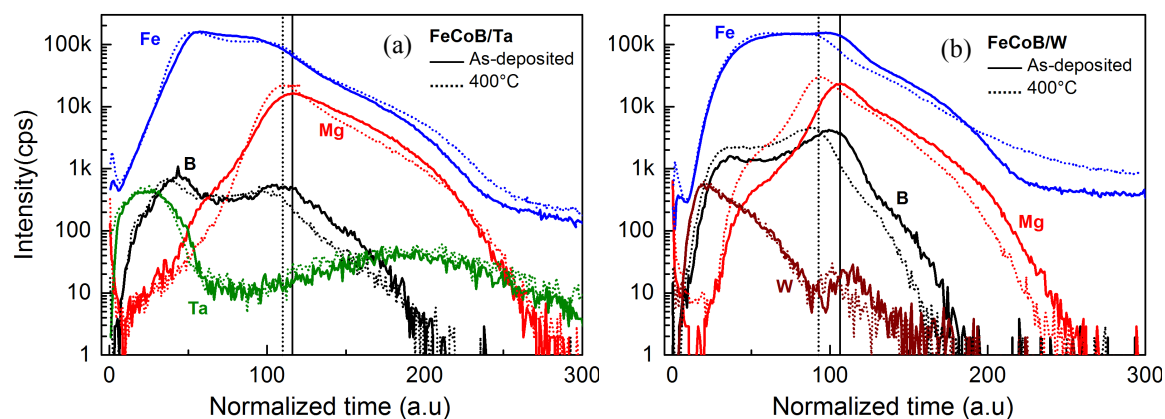 Intensity(cps)
100k
10k
1k
100
10
1
0
100
200
300
Normalized time (a.u)
Fe
(a)
FeCoB/Ta
As-deposited
400°C
Mg
B
Ta
100k
10k
1k
100
10
1
0
100
200
300
Normalized time (a.u)
Fe
(b)
FeCoB/W
As-deposited
400°C
B
Mg
W